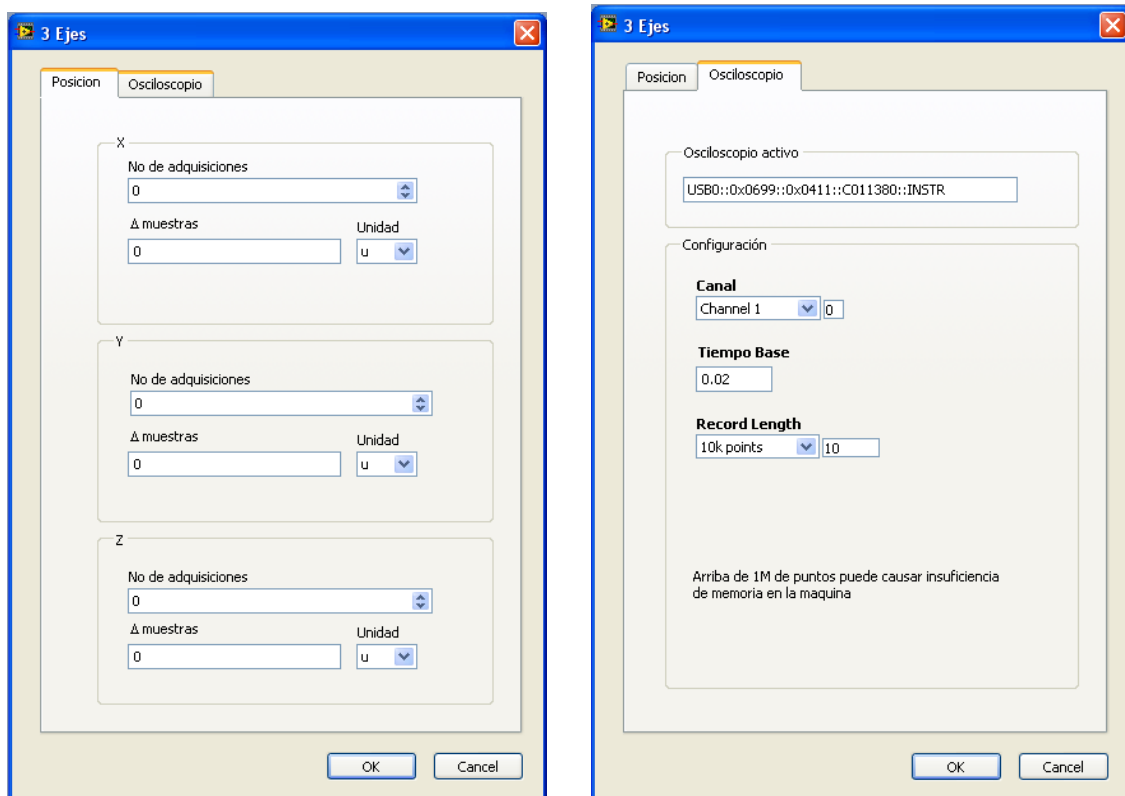 3 Ejes
Posicion
Osciloscopio
X
No de adquisiciones
0
Δ muestras
Unidad
0
u
Y
No de adquisiciones
0
Δ muestras
Unidad
0
u
Z
No de adquisiciones
0
Δ muestras
Unidad
0
u
OK
Cancel
3 Ejes
Posicion
Osciloscopio
Osciloscopio activo
USB0::0x0699::0x0411::C011380::INSTR
Configuración
Canal
Channel 1
0
Tiempo Base
0.02
Record Length
10k points
10
Arriba de 1M de puntos puede causar insuficiencia
de memoria en la maquina
OK
Cancel